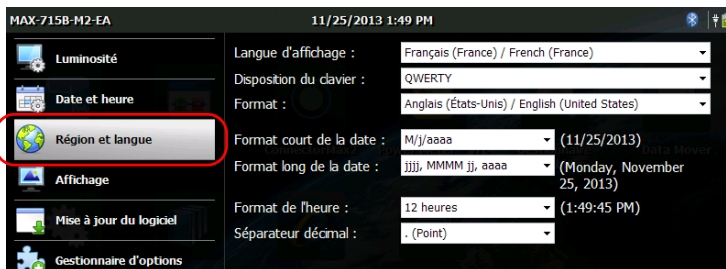 MAX-715B-M2-EA 11/25/2013 1:49 PM
Luminosité
Date et heure
Région et langue
Affichage
Mise à jour du logiciel
Gestionnaire d'options
Langue d'affichage : Français (France) / French (France)
Disposition du clavier : QWERTY
Format : Anglais (États-Unis) / English (United States)
Format court de la date : M/j/aaaa (11/25/2013)
Format long de la date : jjjj, MMMM jj, aaaa (Monday, November
25, 2013)
Format de l'heure : 12 heures (1:49:45 PM)
Séparateur décimal : . (Point)
Data Mover